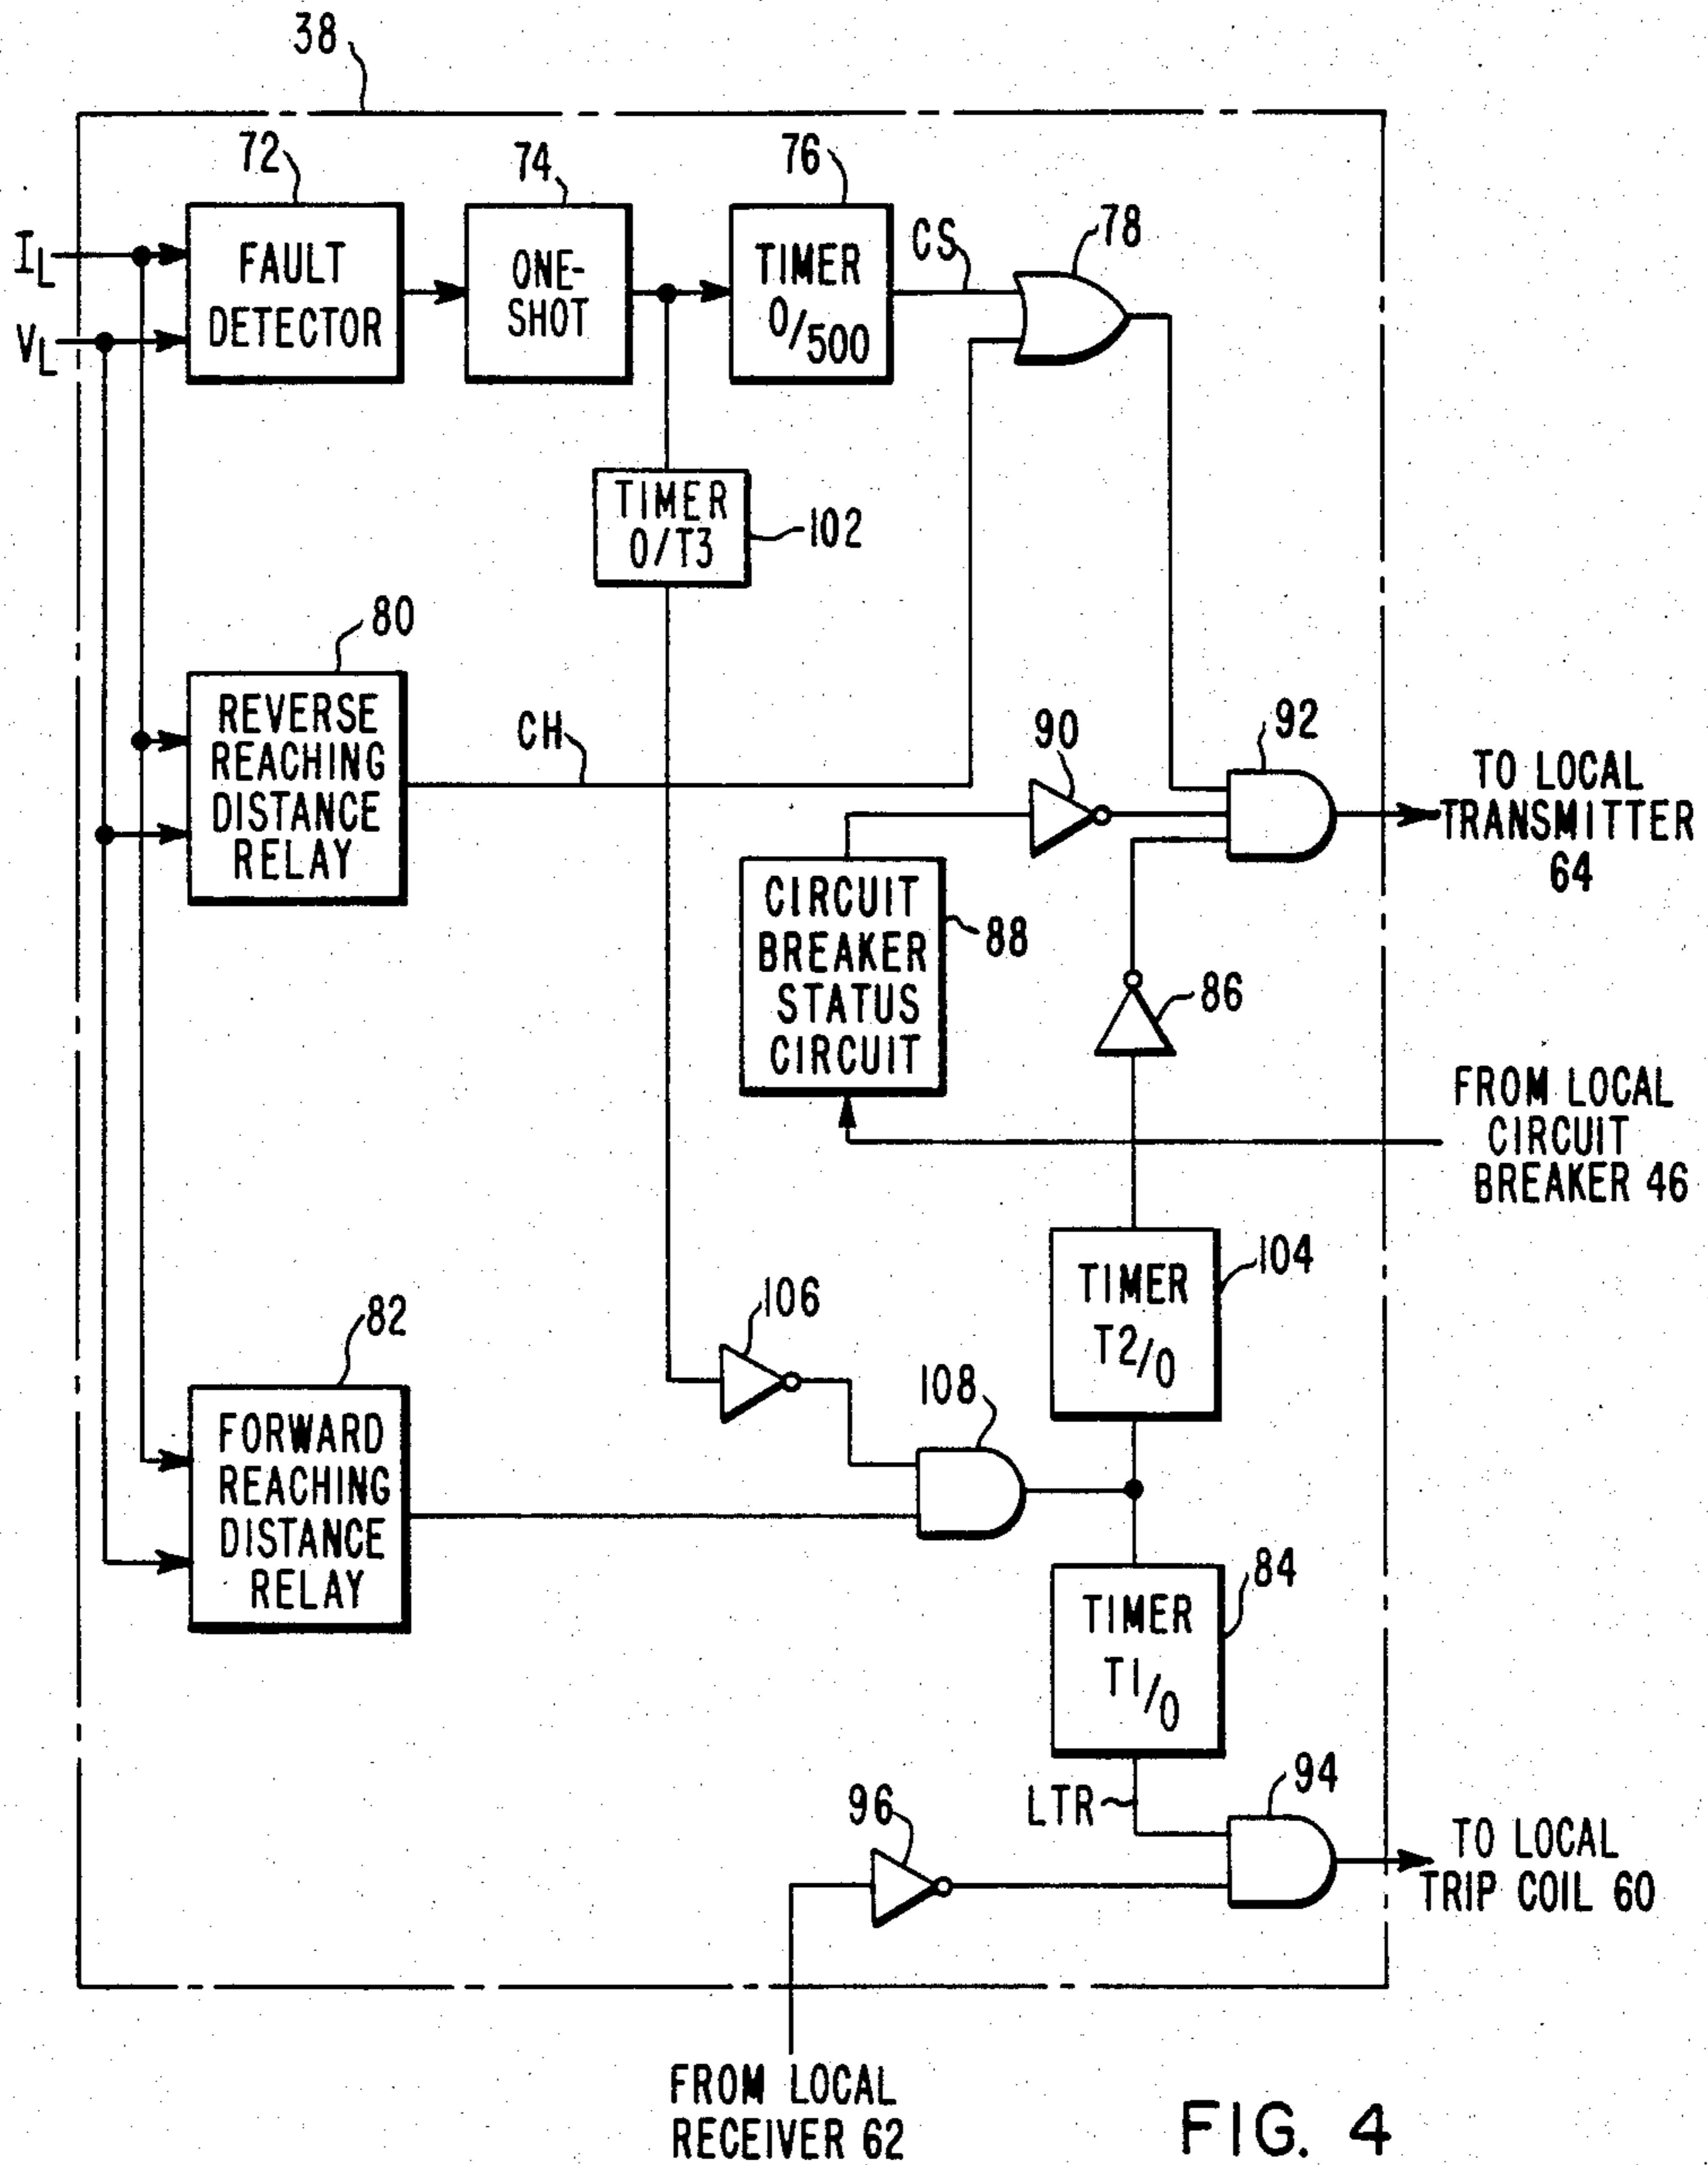 38
72
74
76
78
I_L
V_L
FAULT
DETECTOR
ONE-
SHOT
TIMER
0/500
CS
TIMER
0/T3
102
80
REVERSE
REACHING
DISTANCE
RELAY
CH
90
92
TO LOCAL
TRANSMITTER
64
CIRCUIT
BREAKER
STATUS
CIRCUIT
88
86
FROM LOCAL
CIRCUIT
BREAKER 46
82
FORWARD
REACHING
DISTANCE
RELAY
106
108
TIMER
T2/0
104
TIMER
T1/0
84
LTR
94
96
TO LOCAL
TRIP COIL 60
FROM LOCAL
RECEIVER 62
FIG. 4